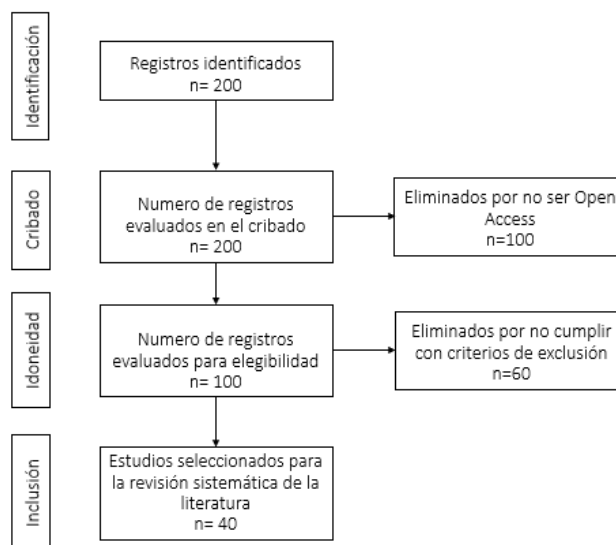 Identificación
Registros identificados
n= 200
Cribado
Numero de registros
evaluados en el cribado
n= 200
Eliminados por no ser Open
Access
n=100
Idoneidad
Numero de registros
evaluados para elegibilidad
n= 100
Eliminados por no cumplir
con criterios de exclusión
n=60
Inclusión
Estudios seleccionados para
la revisión sistemática de la
literatura
n= 40